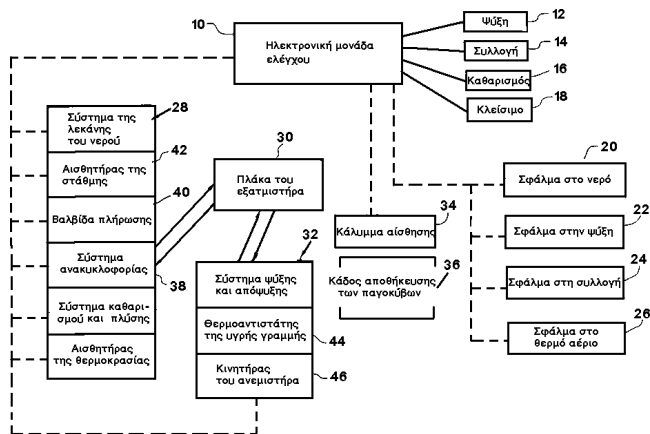 10
Ηλεκτρονική μονάδα
ελέγχου
Ψύξη
12
Συλλογή
14
Καθαρισμός
16
Κλείσιμο
18
Σύστημα της
λεκάνης
του νερού
28
Αισθητήρας της
στάθμης
42
Βαλβίδα πλήρωσης
40
Σύστημα
ανακυκλοφορίας
38
Σύστημα καθαρι-
σμού και πλύσης
Αισθητήρας
της θερμοκρασίας
30
Πλάκα του
εξατμιστήρα
32
Σύστημα ψύξης
και απόψυξης
Θερμοαντιστάτης
της υγρής γραμμής
44
Κινητήρας
του ανεμιστήρα
46
34
Κάλυμμα αίσθησης
Κάδος αποθήκευσης
των παγοκύβων
36
20
Σφάλμα στο νερό
22
Σφάλμα στην ψύξη
24
Σφάλμα στη συλλογή
26
Σφάλμα στο
θερμό αέριο